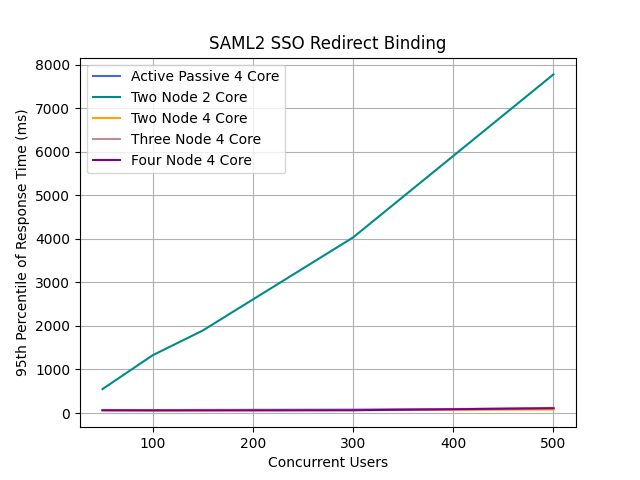 SAML2 SSO Redirect Binding
Active Passive 4 Core
Two Node 2 Core
Two Node 4 Core
Three Node 4 Core
Four Node 4 Core
95th Percentile of Response Time (ms)
8000
7000
6000
5000
4000
3000
2000
1000
0
100 200 300 400 500
Concurrent Users